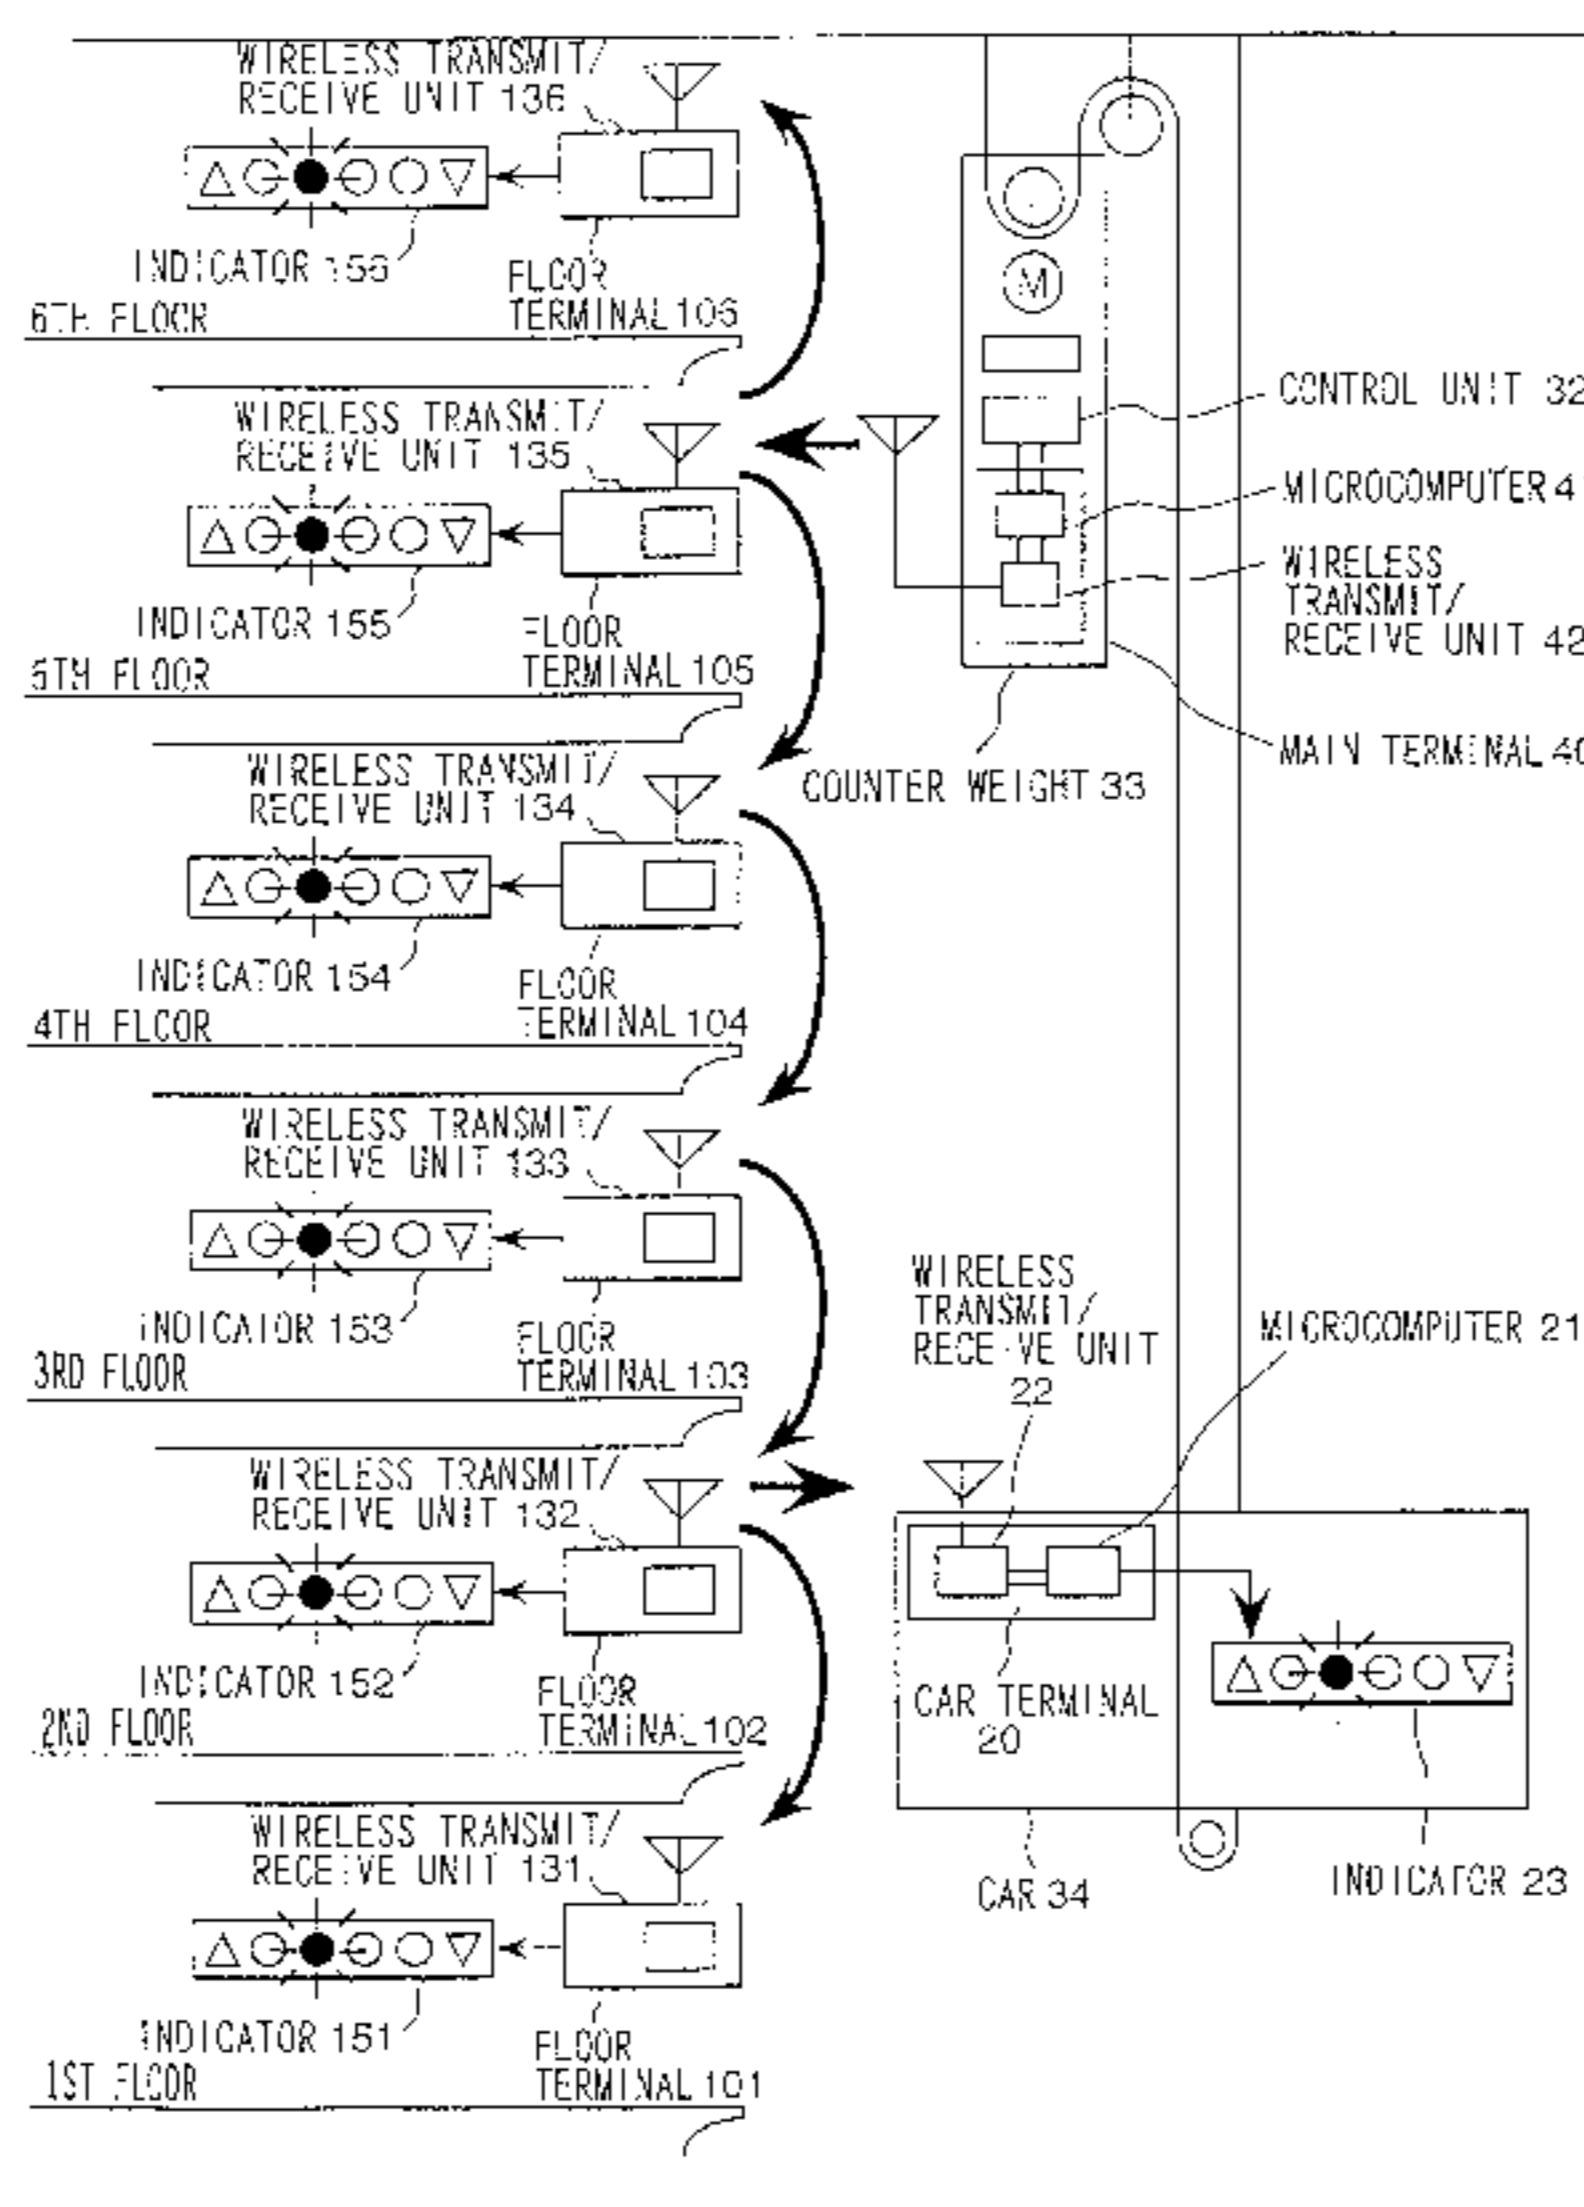 WIRELESS TRANSMIT/
RECEIVE UNIT 136
INDICATOR 156
FLOOR
TERMINAL 106
6TH FLOOR
WIRELESS TRANSMIT/
RECEIVE UNIT 135
INDICATOR 155
FLOOR
TERMINAL 105
5TH FLOOR
WIRELESS TRANSMIT/
RECEIVE UNIT 134
INDICATOR 154
FLOOR
TERMINAL 104
4TH FLOOR
WIRELESS TRANSMIT/
RECEIVE UNIT 133
INDICATOR 153
FLOOR
TERMINAL 103
3RD FLOOR
WIRELESS TRANSMIT/
RECEIVE UNIT 132
INDICATOR 152
FLOOR
TERMINAL 102
2ND FLOOR
WIRELESS TRANSMIT/
RECEIVE UNIT 131
INDICATOR 151
FLOOR
TERMINAL 101
1ST FLOOR
M
CONTROL UNIT 32
MICROCOMPUTER 41
WIRELESS
TRANSMIT/
RECEIVE UNIT 42
MAIN TERMINAL 40
COUNTER WEIGHT 33
WIRELESS
TRANSMIT/
RECEIVE UNIT
22
MICROCOMPUTER 21
CAR TERMINAL
20
CAR 34
INDICATOR 23